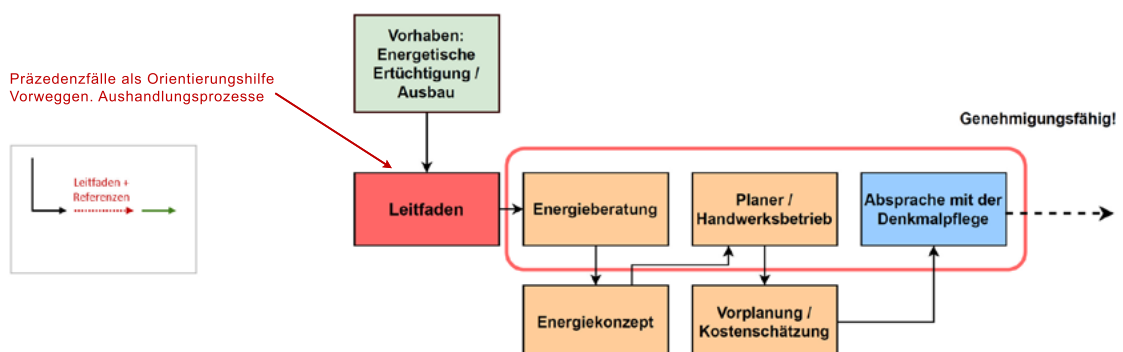 Vorhaben:
Energetische
Ertüchtigung /
Ausbau
Präzedenzfälle als Orientierungshilfe
Vorweggen. Aushandlungsprozesse
Genehmigungsfähig!
Leitfaden +
Referenzen
Leitfaden
Energieberatung
Planer /
Handwerksbetrieb
Absprache mit der
Denkmalpflege
Energiekonzept
Vorplanung /
Kostenschätzung